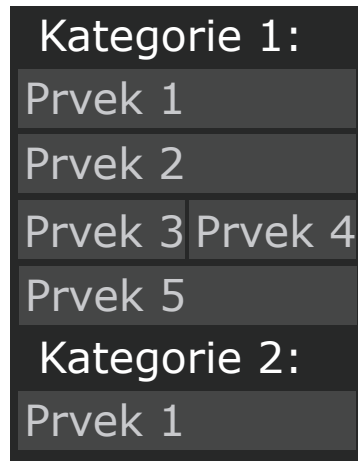 Kategorie 1:
Prvek 1
Prvek 2
Prvek 3 Prvek 4
Prvek 5
Kategorie 2:
Prvek 1